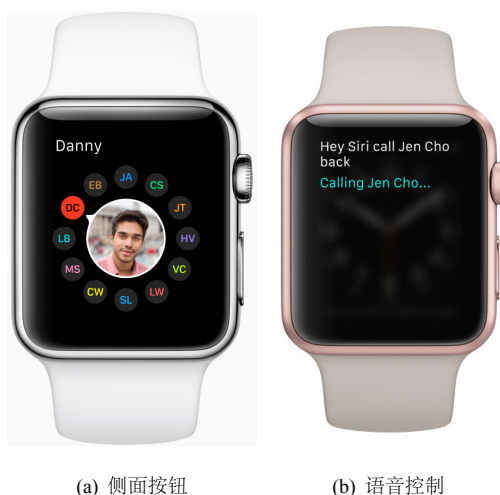 Danny
JA
EB
CS
DC
JT
LB
HV
MS
VC
CW
LW
SL
Hey Siri call Jen Cho
back
Calling Jen Cho...
(a) 侧面按钮
(b) 语音控制